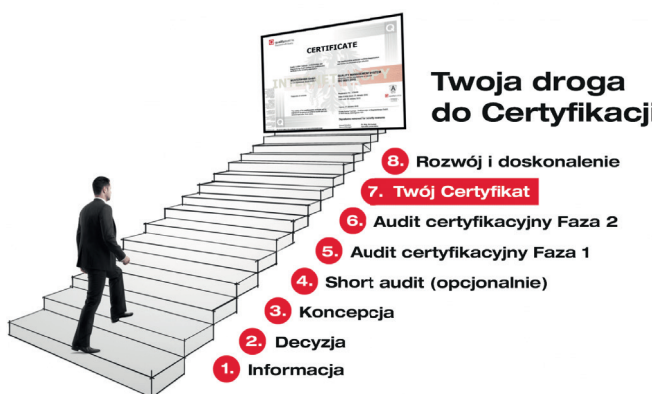 CERTIFICATE
Twoja droga
do Certyfikacji
8. Rozwój i doskonalenie
7. Twój Certyfikat
6. Audit certyfikacyjny Faza 2
5. Audit certyfikacyjny Faza 1
4. Short audit (opcjonalnie)
3. Koncepcja
2. Decyzja
1. Informacja